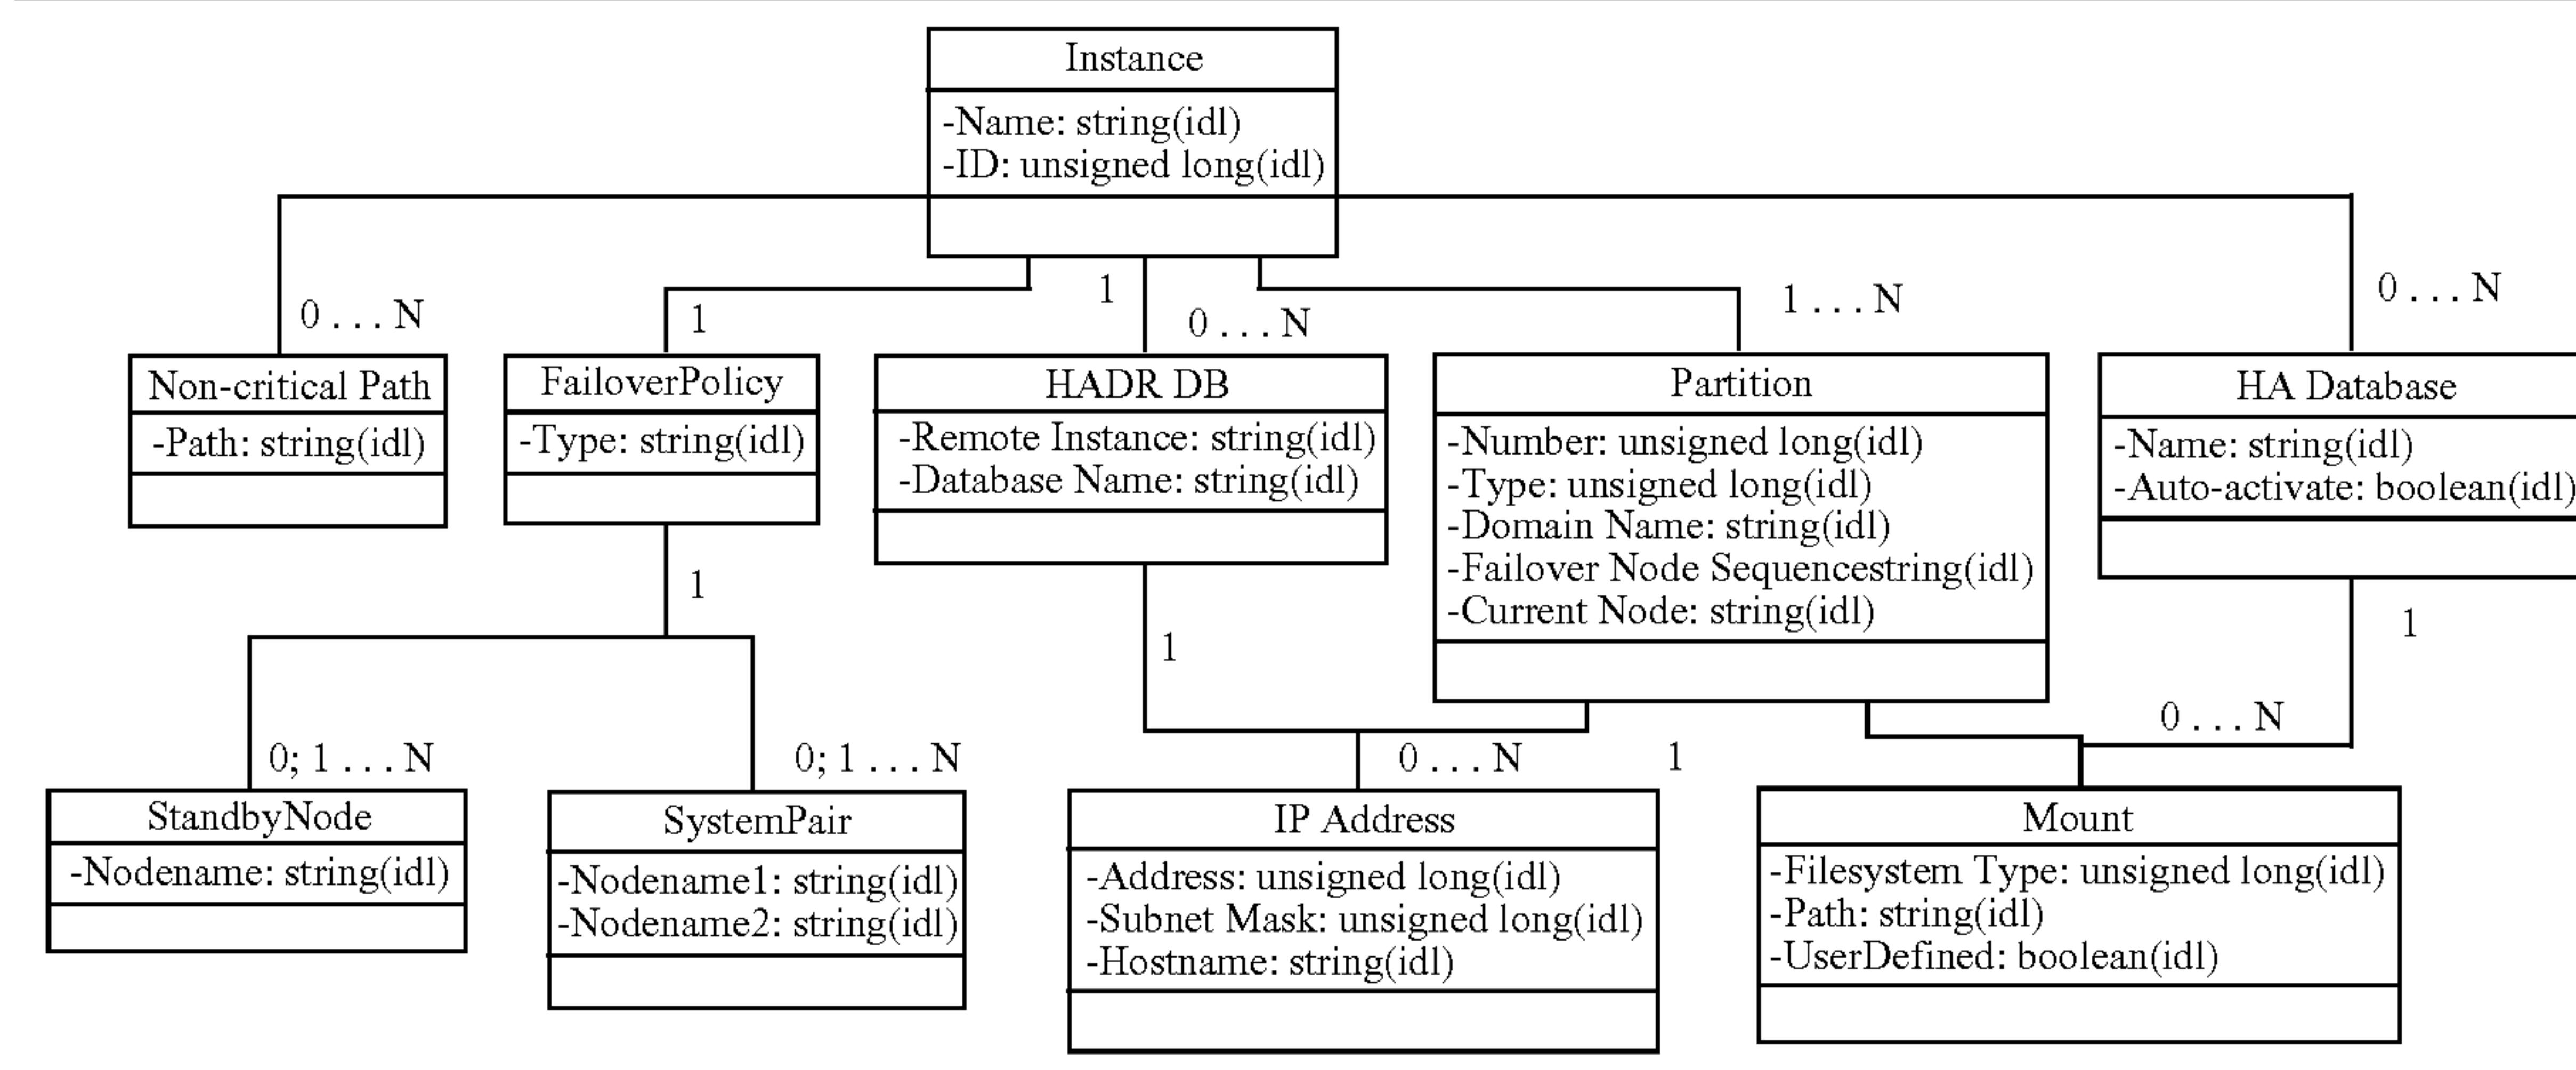 Instance
-Name: string(idl)
-ID: unsigned long(idl)
0 . . . N
1
1
0 . . . N
1 . . . N
0 . . . N
Non-critical Path
-Path: string(idl)
FailoverPolicy
-Type: string(idl)
HADR DB
-Remote Instance: string(idl)
-Database Name: string(idl)
Partition
-Number: unsigned long(idl)
-Type: unsigned long(idl)
-Domain Name: string(idl)
-Failover Node Sequencestring(idl)
-Current Node: string(idl)
HA Database
-Name: string(idl)
-Auto-activate: boolean(idl)
1
1
1
0; 1 . . . N
0; 1 . . . N
0 . . . N
1
0 . . . N
StandbyNode
-Nodename: string(idl)
SystemPair
-Nodename1: string(idl)
-Nodename2: string(idl)
IP Address
-Address: unsigned long(idl)
-Subnet Mask: unsigned long(idl)
-Hostname: string(idl)
Mount
-Filesystem Type: unsigned long(idl)
-Path: string(idl)
-UserDefined: boolean(idl)